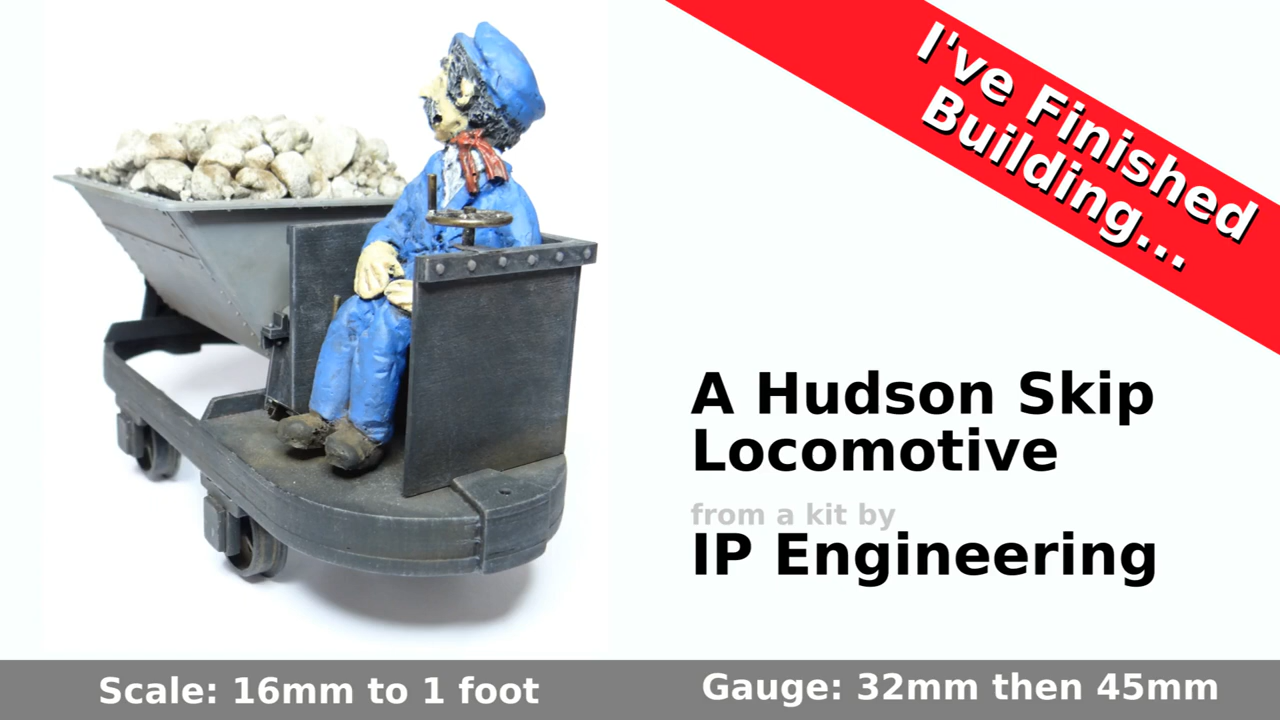 I've Finished
Building...
A Hudson Skip
Locomotive
from a kit by
IP Engineering
Scale: 16mm to 1 foot
Gauge: 32mm then 45mm